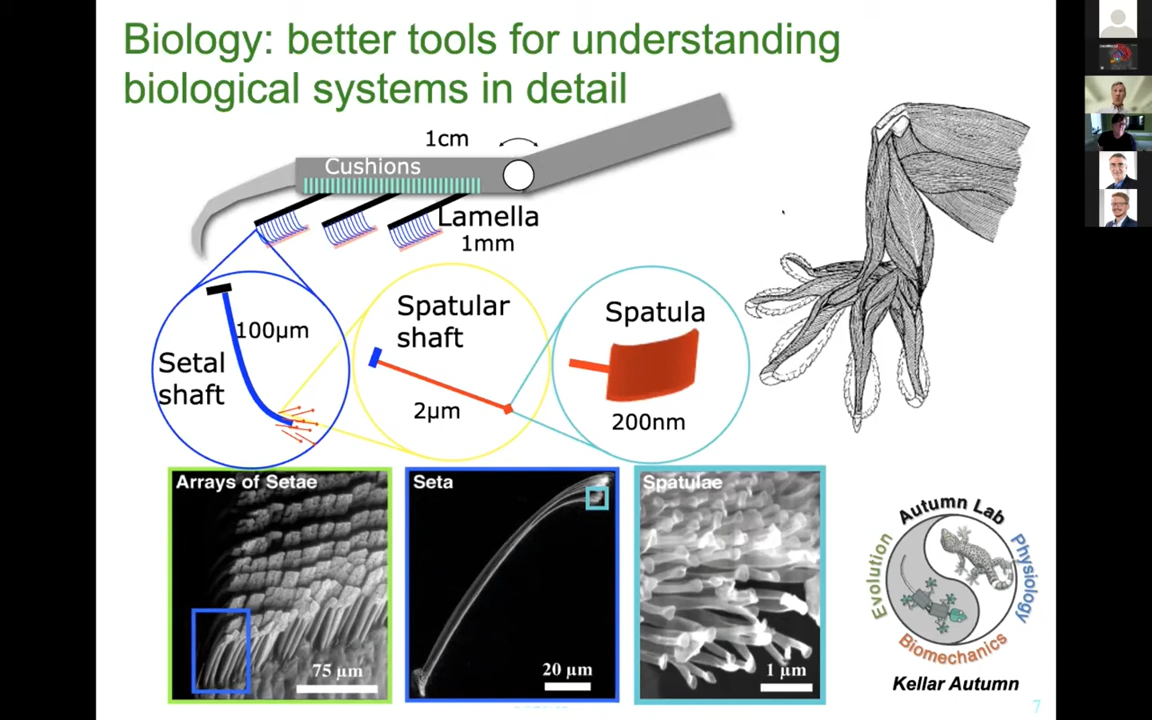 Biology: better tools for understanding
biological systems in detail
1cm
Cushions
Lamella
1mm
100µm
Setal
shaft
Spatular
shaft
2µm
Spatula
200nm
Arrays of Setae
75 µm
Seta
20 µm
Spatulae
1 µm
Autumn Lab
Evolution
Physiology
Biomechanics
Kellar Autumn
7